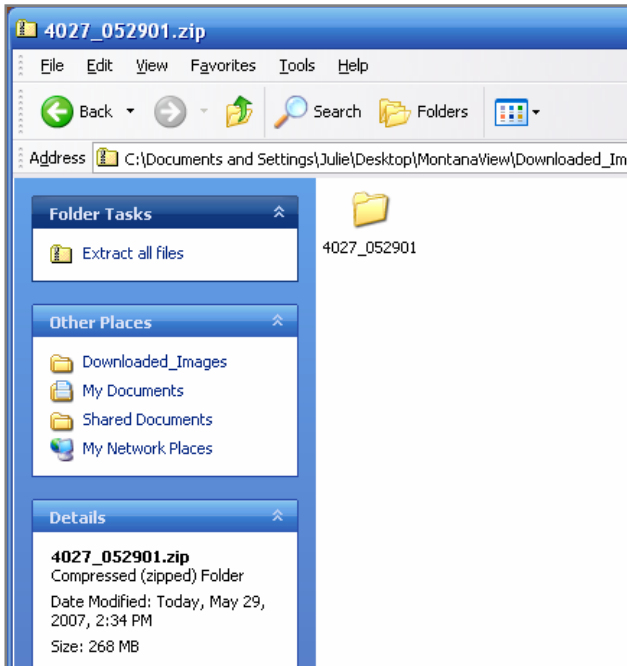 4027_052901.zip
File Edit View Favorites Tools Help
Back Search Folders
Address C:\Documents and Settings\Julie\Desktop\MontanaView\Downloaded_Im
Folder Tasks
Extract all files
4027_052901
Other Places
Downloaded_Images
My Documents
Shared Documents
My Network Places
Details
4027_052901.zip
Compressed (zipped) Folder
Date Modified: Today, May 29,
2007, 2:34 PM
Size: 268 MB